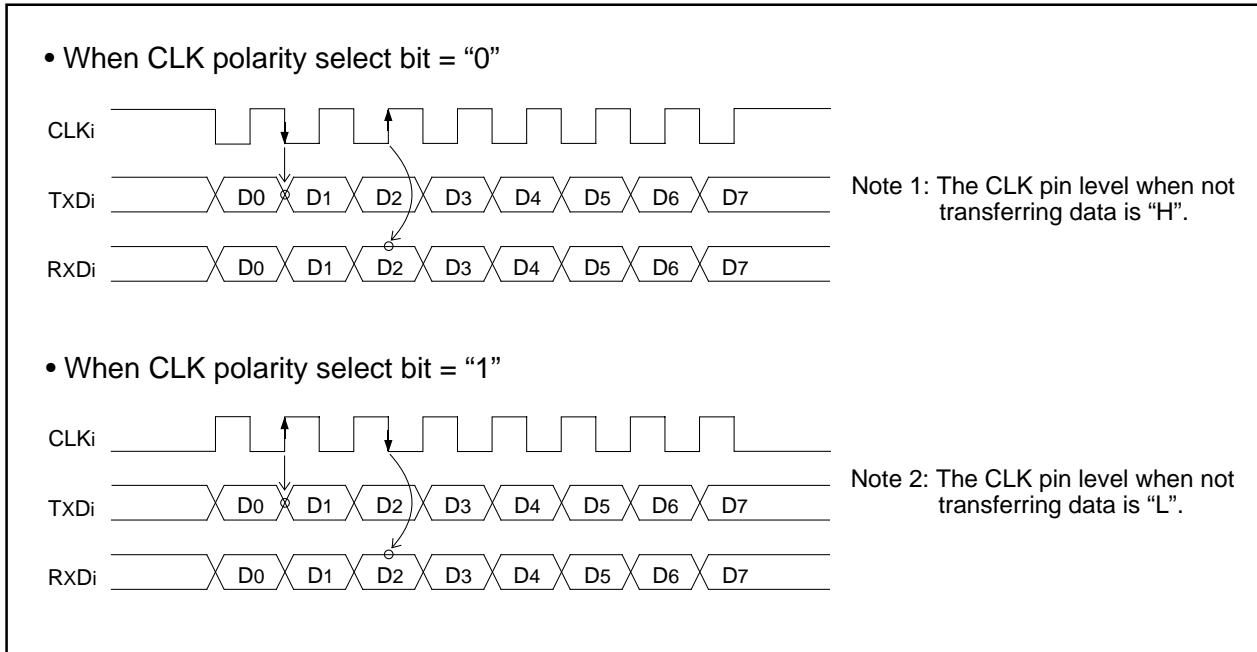 • When CLK polarity select bit = “0”
CLKi
TXDi D0 D1 D2 D3 D4 D5 D6 D7
RXDi D0 D1 D2 D3 D4 D5 D6 D7
Note 1: The CLK pin level when not
transferring data is “H”.
• When CLK polarity select bit = “1”
CLKi
TXDi D0 D1 D2 D3 D4 D5 D6 D7
RXDi D0 D1 D2 D3 D4 D5 D6 D7
Note 2: The CLK pin level when not
transferring data is “L”.